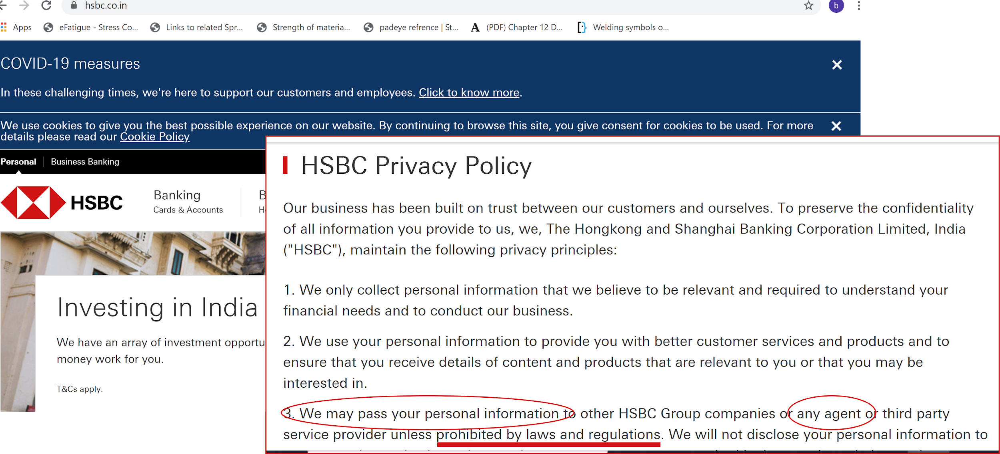 hsbc.co.in
b
Apps
eFatigue - Stress Co...
Links to related Spr...
Strength of materia...
padeye refrence | St...
(PDF) Chapter 12 D...
Welding symbols o...
COVID-19 measures
In these challenging times, we're here to support our customers and employees. Click to know more.
We use cookies to give you the best possible experience on our website. By continuing to browse this site, you give consent for cookies to be used. For more
details please read our Cookie Policy
Personal
Business Banking
HSBC
Banking
Cards & Accounts
B
H
Investing in India
We have an array of investment opportu
money work for you.
T&Cs apply.
HSBC Privacy Policy
Our business has been built on trust between our customers and ourselves. To preserve the confidentiality
of all information you provide to us, we, The Hongkong and Shanghai Banking Corporation Limited, India
("HSBC"), maintain the following privacy principles:
1. We only collect personal information that we believe to be relevant and required to understand your
financial needs and to conduct our business.
2. We use your personal information to provide you with better customer services and products and to
ensure that you receive details of content and products that are relevant to you or that you may be
interested in.
3. We may pass your personal information to other HSBC Group companies or any agent or third party
service provider unless prohibited by laws and regulations. We will not disclose your personal information to